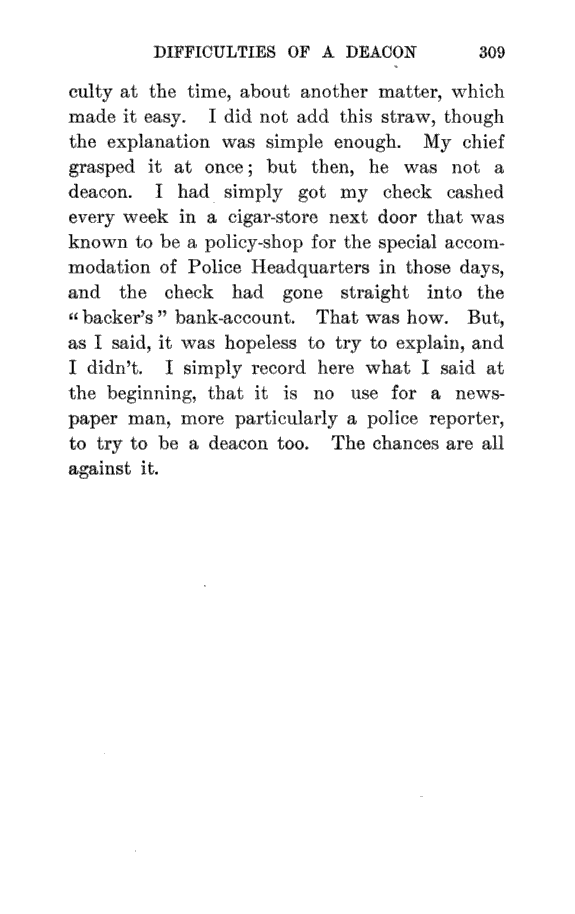 DIFFICULTIES OF A DEACON 309
culty at the time, about another matter, which
made it easy. I did not add this straw, though
the explanation was simple enough. My chief
grasped it at once; but then, he was not a
deacon. I had simply got my check cashed
every week in a cigar-store next door that was
known to be a policy-shop for the special accom-
modation of Police Headquarters in those days,
and the check had gone straight into the
“backer’s” bank-account. That was how. But,
as I said, it was hopeless to try to explain, and
I didn’t. I simply record here what I said at
the beginning, that it is no use for a news-
paper man, more particularly a police reporter,
to try to be a deacon too. The chances are all
against it.